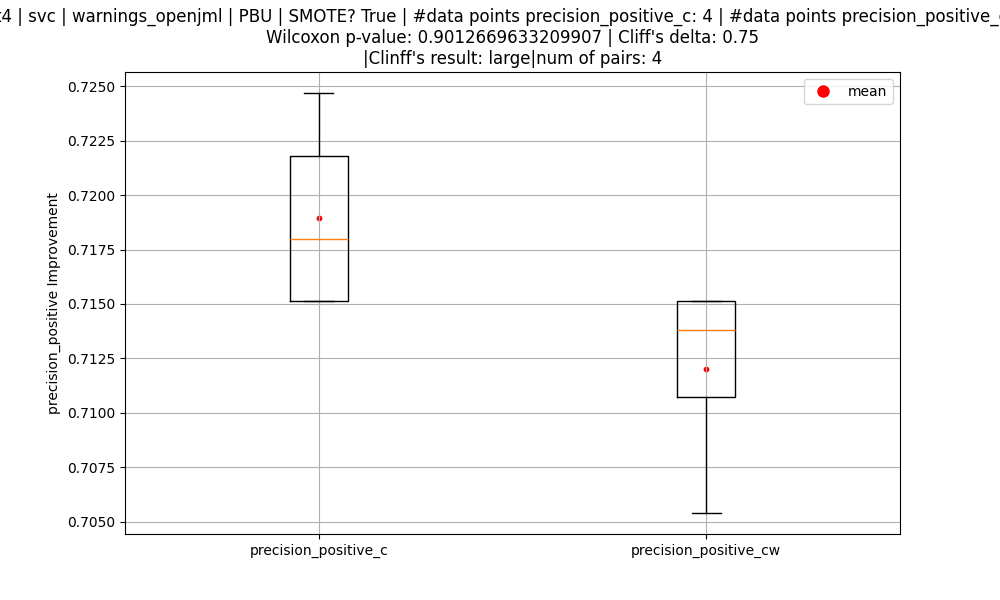 | svc | warnings_openjml | PBU | SMOTE? True | #data points precision_positive_c: 4 | #data points
Wilcoxon p-value: 0.9012669633209907 | Cliff's delta: 0.75
|Clinff's result: large|num of pairs: 4
mean
0.7250
0.7225
0.7200
0.7175
0.7150
0.7125
0.7100
0.7075
0.7050
precision_positive Improvement
precision_positive_c
precision_positive_cw